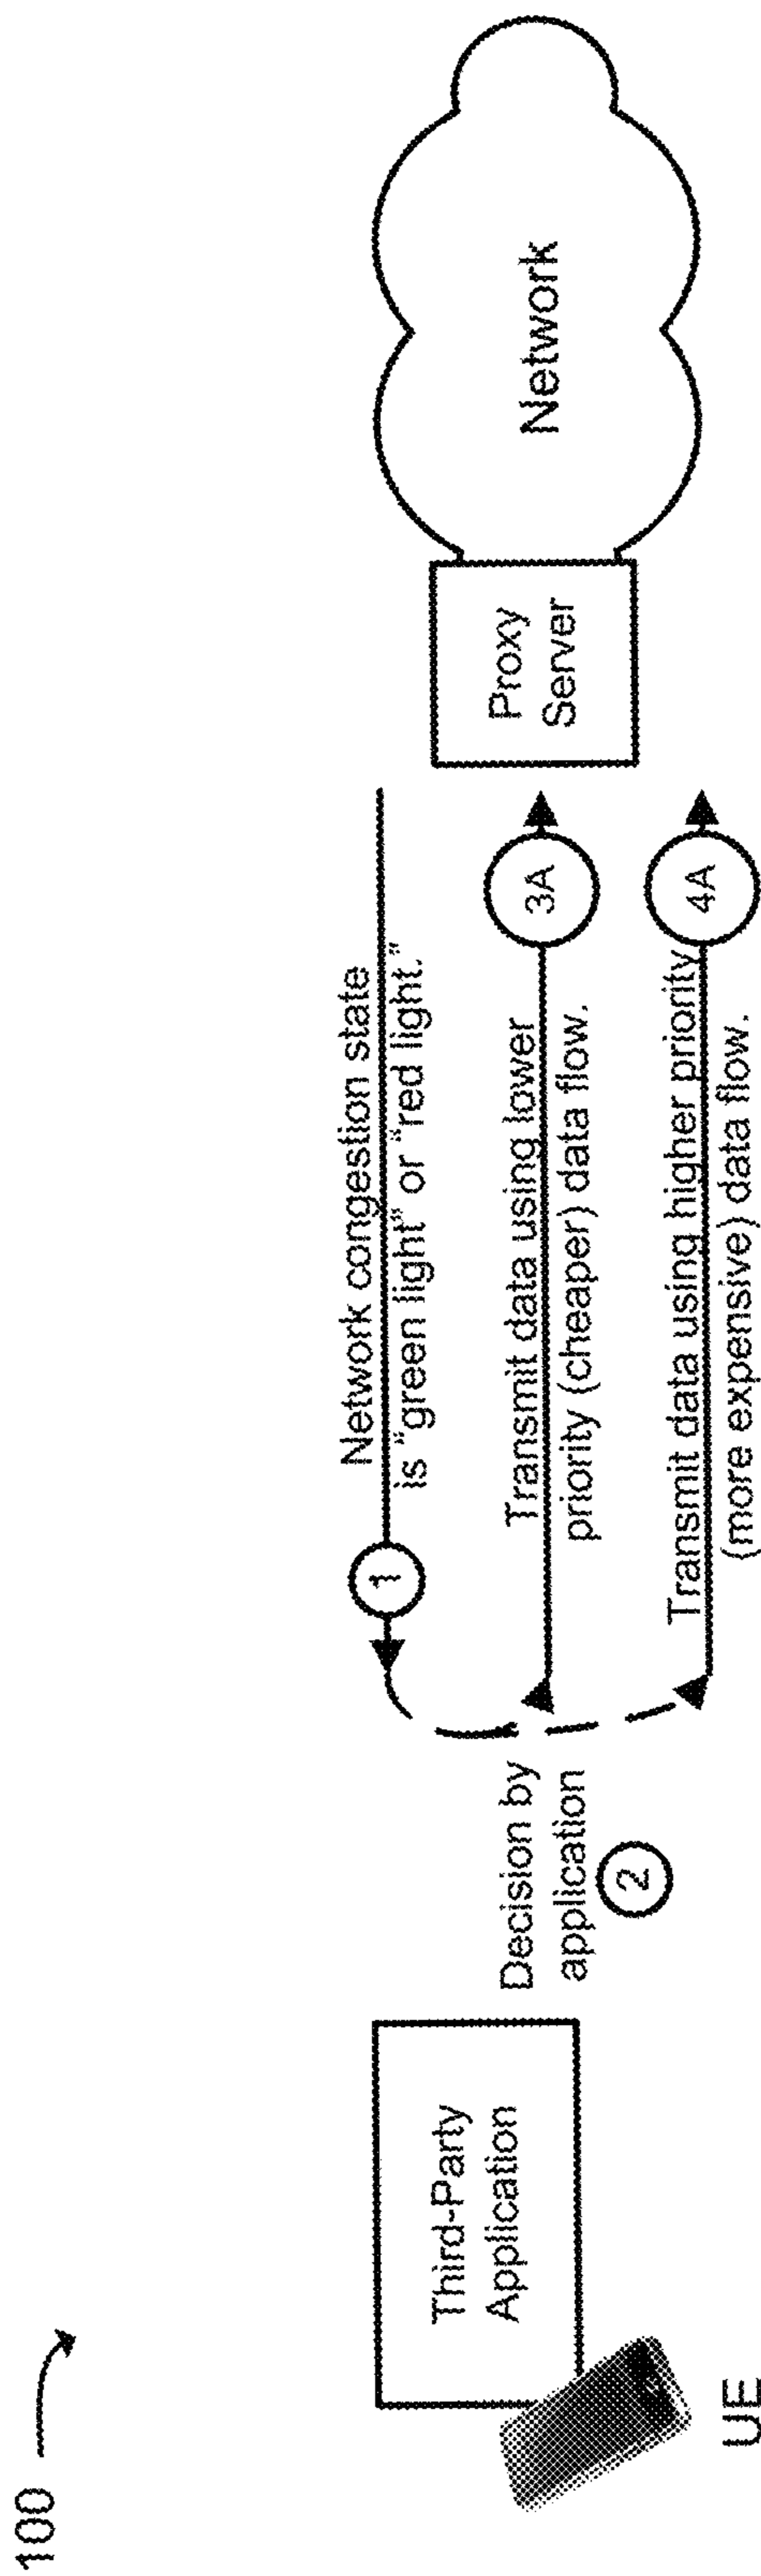 100
Network congestion state
is "green light" or "red light."
1
Third-Party
Application
Decision by
application
2
Transmit data using lower
priority (cheaper) data flow.
3A
Proxy
Server
Network
Transmit data using higher priority
(more expensive) data flow.
4A
UE